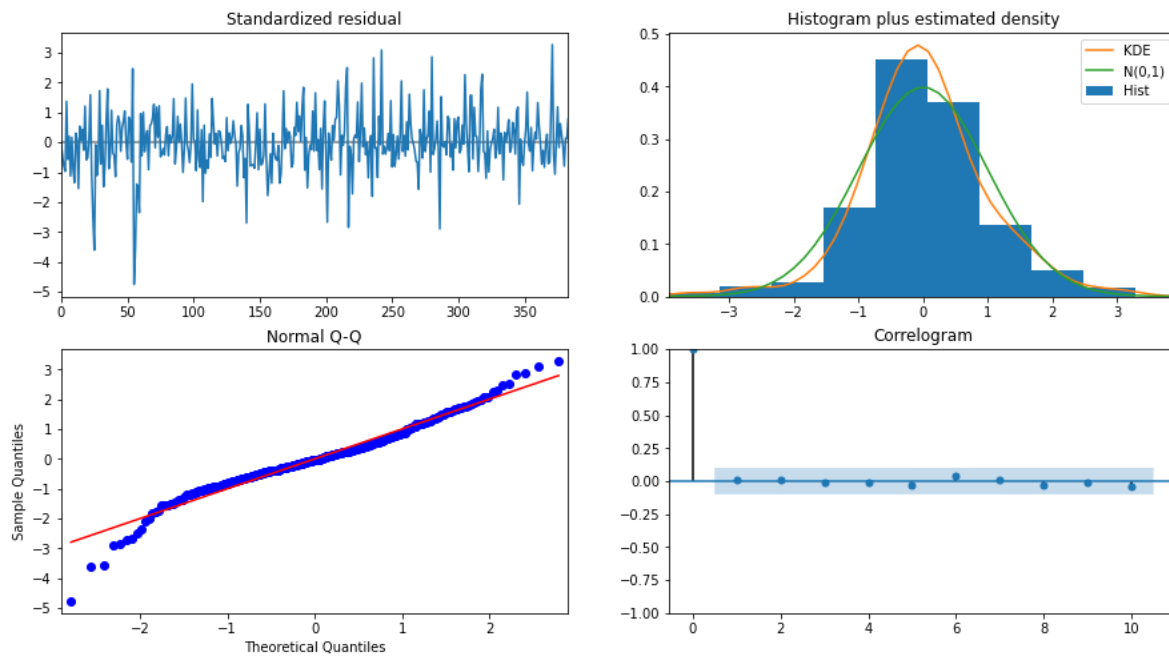 Standardized residual
3
2
1
0
−1
−2
−3
−4
−5
0 50 100 150 200 250 300 350
Histogram plus estimated density
0.5
0.4
0.3
0.2
0.1
0.0
KDE
N(0,1)
Hist
−3 −2 −1 0 1 2 3
Normal Q-Q
Sample Quantiles
3
2
1
0
−1
−2
−3
−4
−5
−2 −1 0 1 2
Theoretical Quantiles
Correlogram
1.00
0.75
0.50
0.25
0.00
−0.25
−0.50
−0.75
−1.00
0 2 4 6 8 10